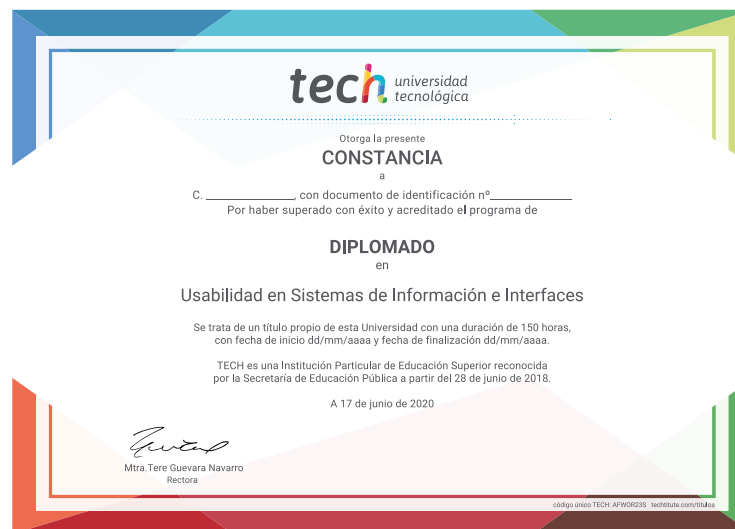 tech universidad
tecnológica
Otorga la presente
CONSTANCIA
a
C. ______________, con documento de identificación nº______________
Por haber superado con éxito y acreditado el programa de
DIPLOMADO
en
Usabilidad en Sistemas de Información e Interfaces
Se trata de un título propio de esta Universidad con una duración de 150 horas,
con fecha de inicio dd/mm/aaaa y fecha de finalización dd/mm/aaaa.
TECH es una Institución Particular de Educación Superior reconocida
por la Secretaría de Educación Pública a partir del 28 de junio de 2018.
A 17 de junio de 2020
Mtra.Tere Guevara Navarro
Rectora
código único TECH: AFWOR23S techtitute.com/titulos